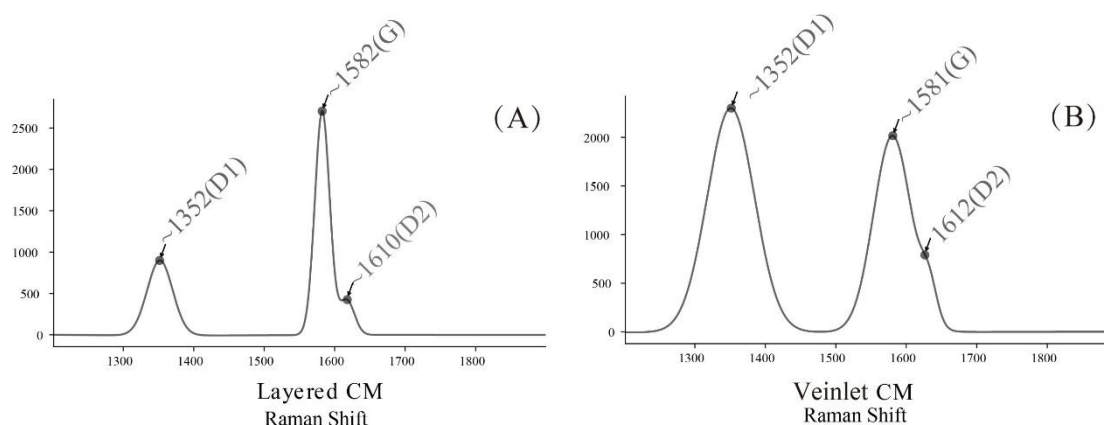 (A)
~1352(D1)
~1582(G)
~1610(D2)
2500
2000
1500
1000
500
0
1300
1400
1500
1600
1700
1800
Layered CM
Raman Shift
(B)
~1352(D1)
~1581(G)
1612(D2)
2000
1500
1000
500
0
1300
1400
1500
1600
1700
1800
Veinlet CM
Raman Shift